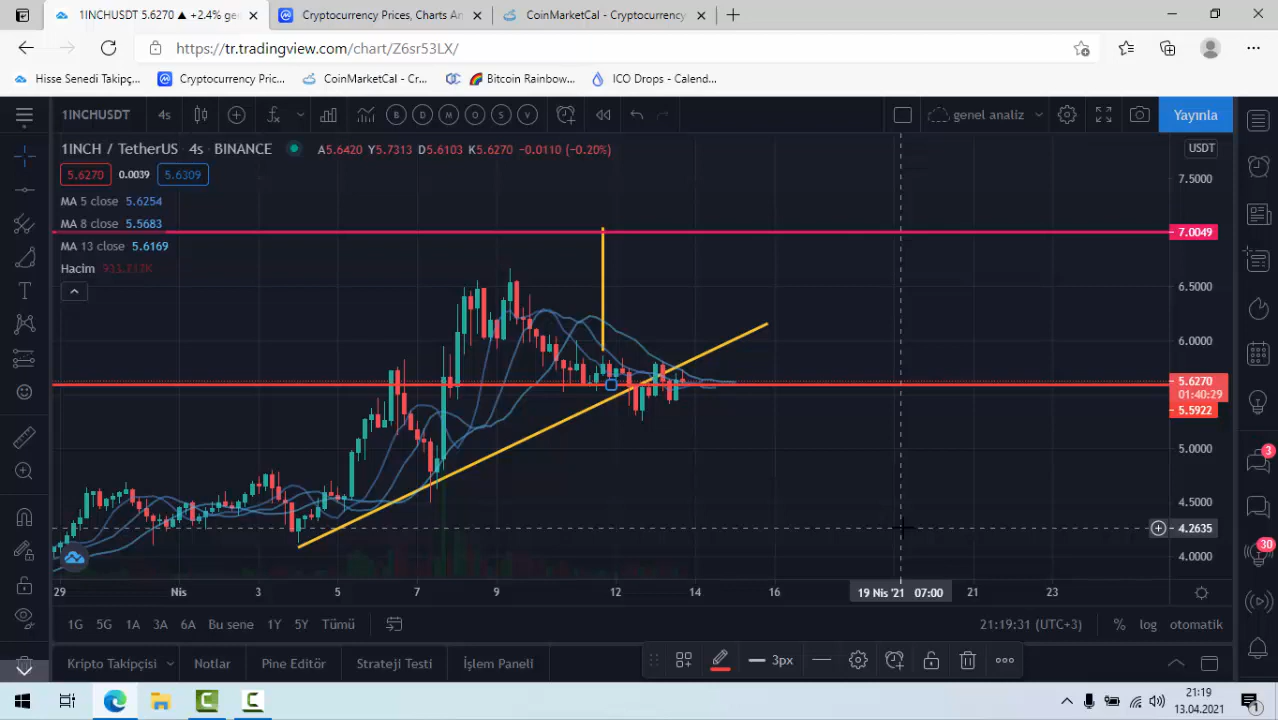 1INCHUSDT 5.6270 ▲ +2.4% ge
Cryptocurrency Prices, Charts An
CoinMarketCal - Cryptocurrency
https://tr.tradingview.com/chart/Z6sr53LX/
Hisse Senedi Takipç...
Cryptocurrency Pric...
CoinMarketCal - Cr...
Bitcoin Rainbow...
ICO Drops - Calend...
1INCHUSDT
4s
B
D
M
O
S
V
genel analiz
Yayınla
1INCH / TetherUS 4s BINANCE
A5.6420 Y5.7313 D5.6103 K5.6270 −0.0110 (−0.20%)
USDT
5.6270
0.0039
5.6309
7.5000
MA 5 close 5.6254
MA 8 close 5.5683
7.0049
MA 13 close 5.6169
Hacim 933.212K
6.5000
6.0000
5.6270
01:40:29
5.5922
5.0000
4.5000
4.2635
4.0000
29
Nis
3
5
7
9
12
14
16
19 Nis '21 07:00
21
23
1G
5G
1A
3A
6A
Bu sene
1Y
5Y
Tümü
21:19:31 (UTC+3)
%
log
otomatik
3
30
Kripto Takipçisi
Notlar
Pine Editör
Strateji Testi
İşlem Paneli
3px
21:19
13.04.2021
1